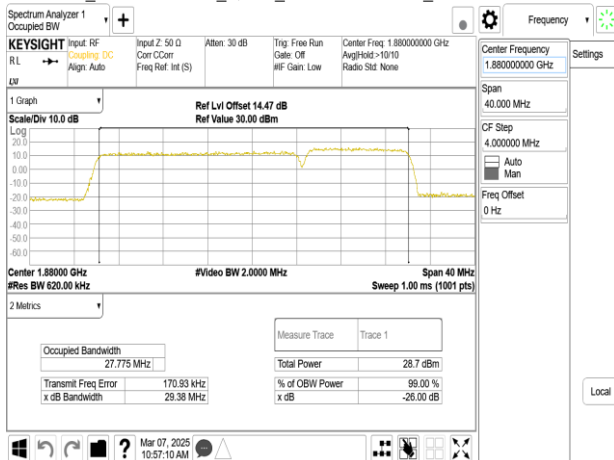 Spectrum Analyzer 1
Occupied BW
Frequency
KEYSIGHT
RL
LXI
Input: RF
Coupling: DC
Align: Auto
Input Z: 50 Ω
Corr CCorr
Freq Ref: Int (S)
Atten: 30 dB
Trig: Free Run
Gate: Off
#IF Gain: Low
Center Freq: 1.880000000 GHz
Avg|Hold:>10/10
Radio Std: None
Center Frequency
1.880000000 GHz
Settings
Span
40.000 MHz
CF Step
4.000000 MHz
Auto
Man
Freq Offset
0 Hz
Local
1 Graph
Scale/Div 10.0 dB
Ref Lvl Offset 14.47 dB
Ref Value 30.00 dBm
Log
20.0
10.0
0.00
-10.0
-20.0
-30.0
-40.0
-50.0
-60.0
Center 1.88000 GHz
#Res BW 620.00 kHz
#Video BW 2.0000 MHz
Span 40 MHz
Sweep 1.00 ms (1001 pts)
2 Metrics
Measure Trace
Trace 1
Occupied Bandwidth
27.775 MHz
Total Power
28.7 dBm
Transmit Freq Error
170.93 kHz
% of OBW Power
99.00 %
x dB Bandwidth
29.38 MHz
x dB
-26.00 dB
Mar 07, 2025
10:57:10 AM